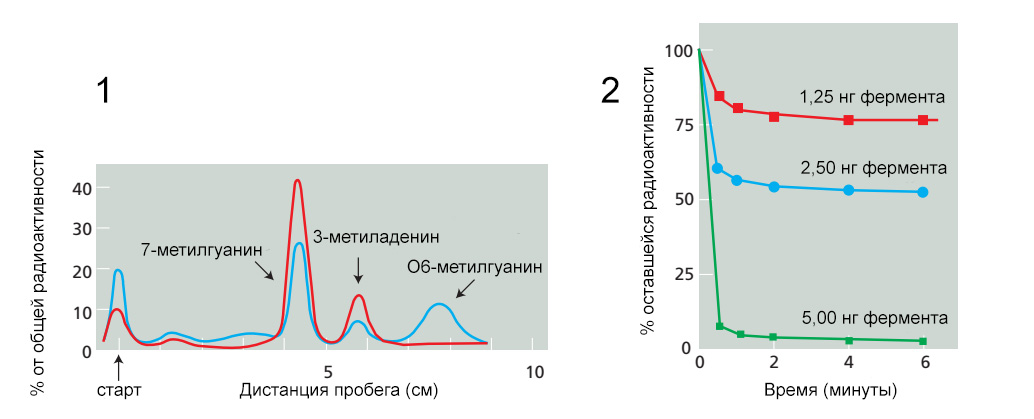 1
% от общей радиоактивности
40
30
20
10
0
7-метилгуанин
3-метиладенин
О6-метилгуанин
5
10
старт
Дистанция пробега (см)
2
% оставшейся радиоактивности
100
75
50
25
0
1,25 нг фермента
2,50 нг фермента
5,00 нг фермента
0
2
4
6
Время (минуты)